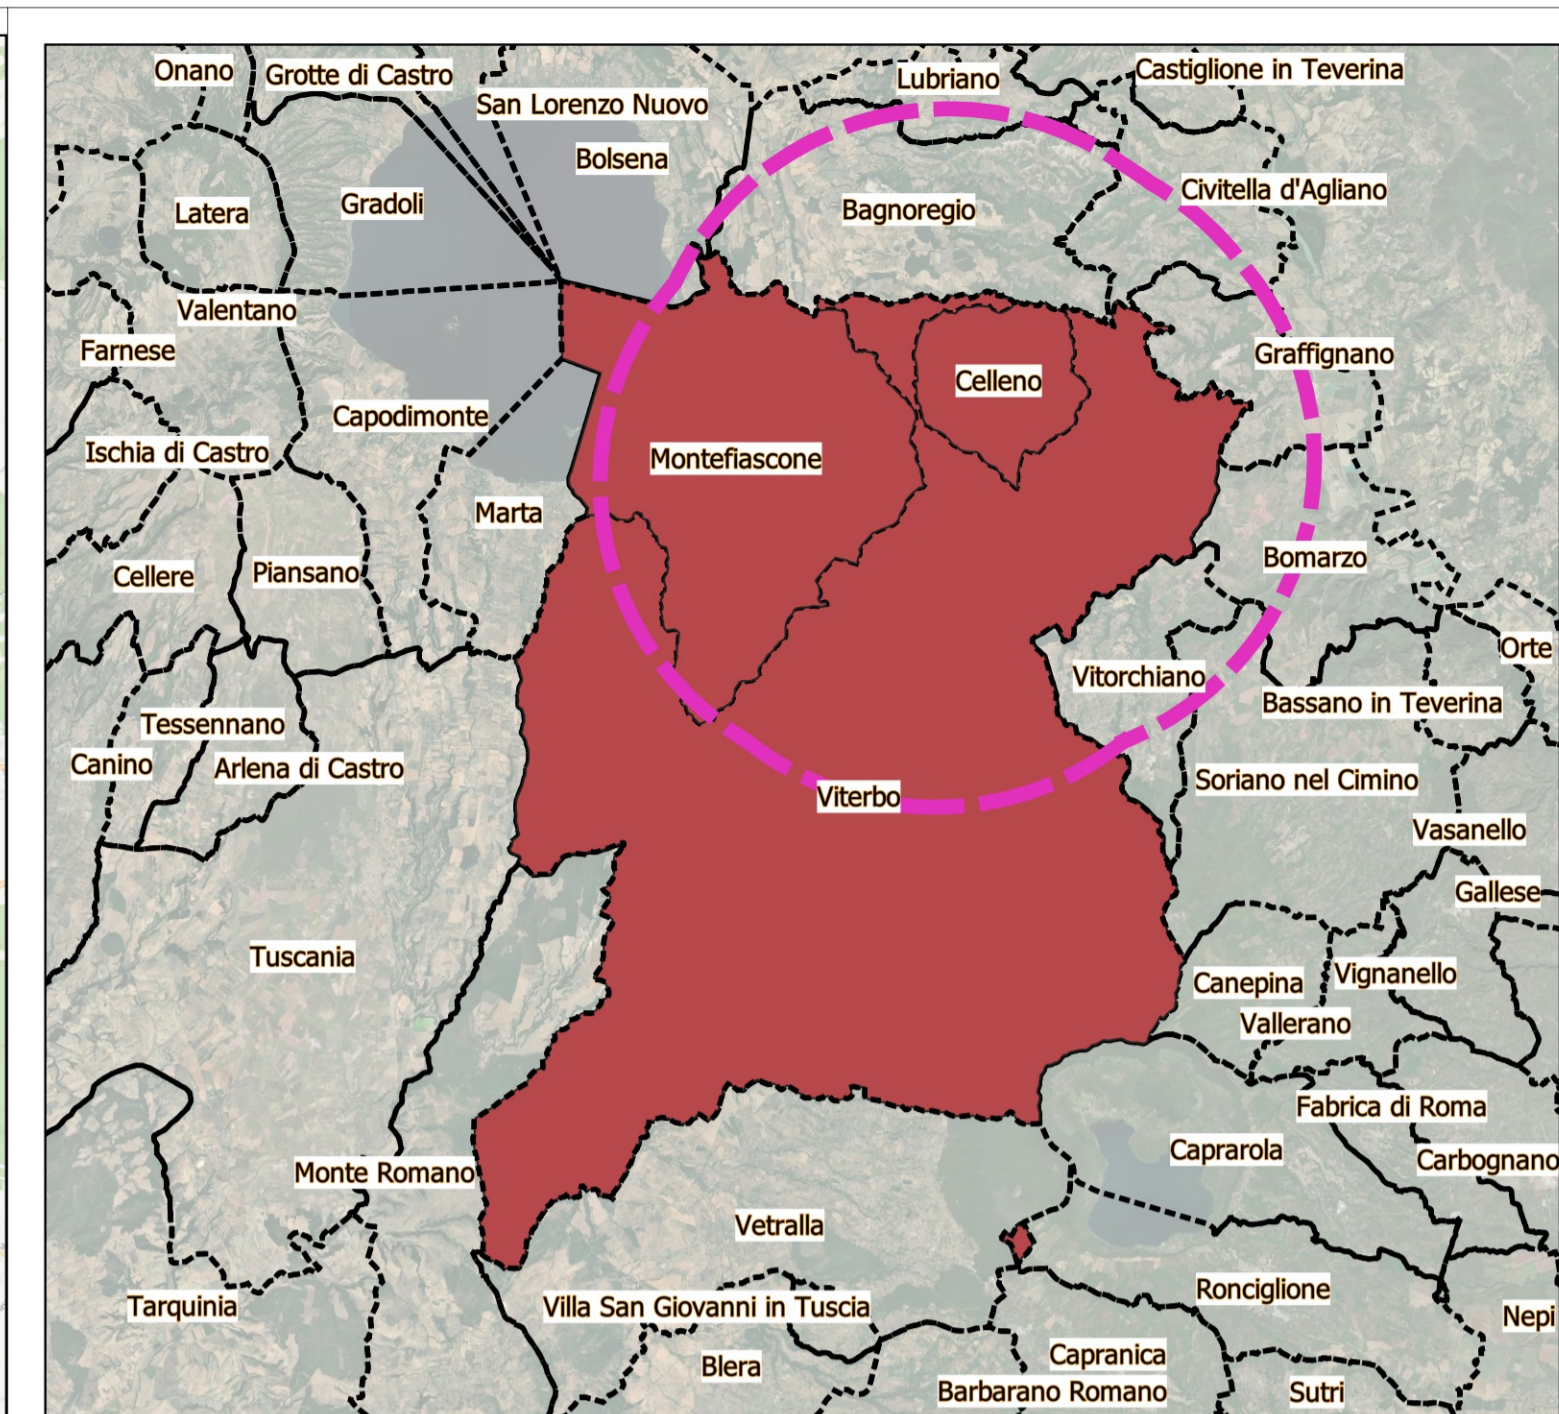 Onano
Grotte di Castro
San Lorenzo Nuovo
Lubriano
Castiglione in Teverina
Bolsena
Latera
Gradoli
Bagnoregio
Civitella d'Agliano
Valentano
Farnese
Graffignano
Celleno
Capodimonte
Ischia di Castro
Montefiascone
Marta
Cellere
Piansano
Bomarzo
Orte
Vitorchiano
Bassano in Teverina
Tessennano
Canino
Arlena di Castro
Soriano nel Cimino
Viterbo
Vasanello
Gallese
Tuscania
Canepina
Vignanello
Vallerano
Fabrica di Roma
Caprarola
Carbognano
Monte Romano
Vetralla
Ronciglione
Tarquinia
Villa San Giovanni in Tuscia
Nepi
Capranica
Blera
Barbarano Romano
Sutri